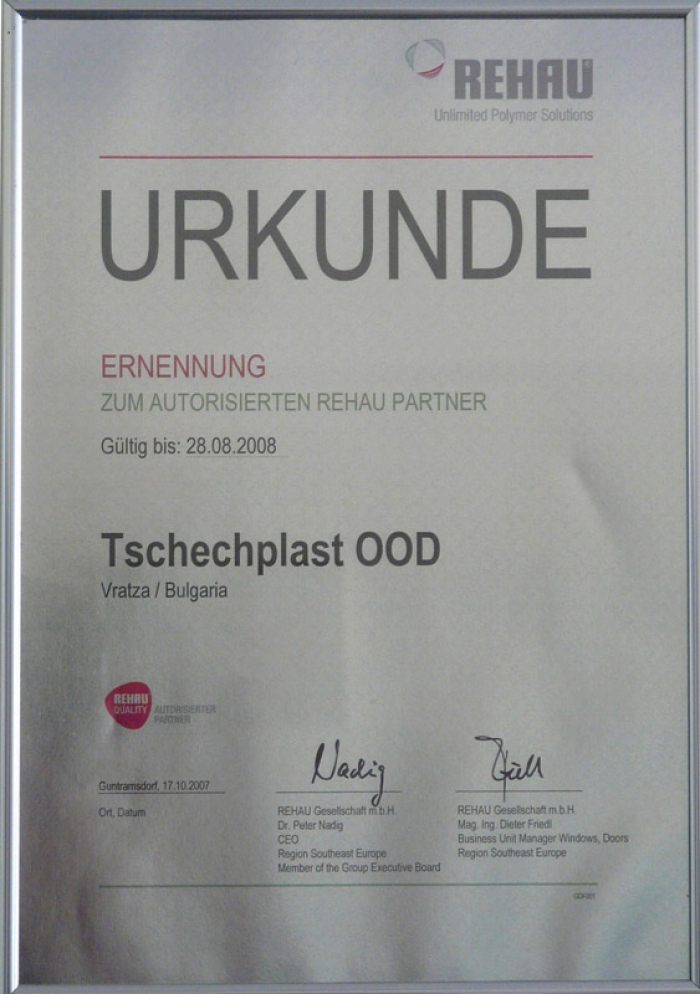 REHAU
Unlimited Polymer Solutions
URKUNDE
ERNENNUNG
ZUM AUTORISIERTEN REHAU PARTNER
Gültig bis: 28.08.2008
Tschechplast OOD
Vratza / Bulgaria
REHAU
QUALITY
AUTORISIERTER
PARTNER
Guntramsdorf, 17.10.2007
Ort, Datum
Nadig
REHAU Gesellschaft m.b.H.
Dr. Peter Nadig
CEO
Region Southeast Europe
Member of the Group Executive Board
REHAU Gesellschaft m.b.H.
Mag. Ing. Dieter Friedl
Business Unit Manager Windows, Doors
Region Southeast Europe